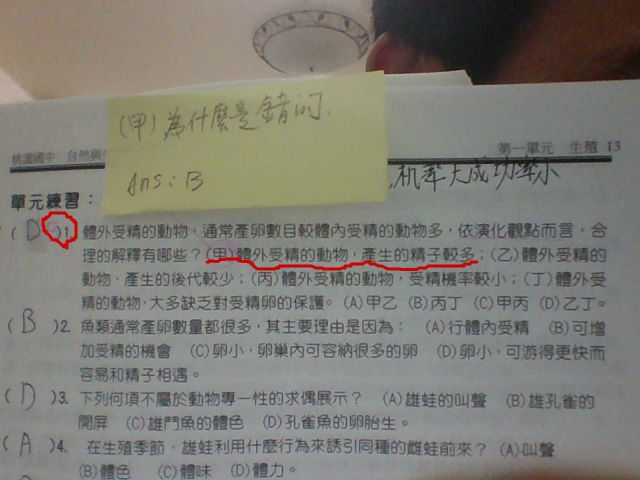 (甲)為什麼是錯的.
Ans: B
桃園國中 自然與
第一單元 生殖 13
.机率大成功率小
單元練習：
(D)1. 體外受精的動物，通常產卵數目較體內受精的動物多，依演化觀點而言，合
理的解釋有哪些？(甲)體外受精的動物，產生的精子較多；(乙)體外受精的
動物，產生的後代較少；(丙)體外受精的動物，受精機率較小；(丁)體外受
精的動物，大多缺乏對受精卵的保護。(A)甲乙 (B)丙丁 (C)甲丙 (D)乙丁。
(B)2. 魚類通常產卵數量都很多，其主要理由是因為： (A)行體內受精 (B)可增
加受精的機會 (C)卵小，卵巢內可容納很多的卵 (D)卵小，可游得更快而
容易和精子相遇。
(D)3. 下列何項不屬於動物專一性的求偶展示？ (A)雄蛙的叫聲 (B)雄孔雀的
開屏 (C)雄鬥魚的體色 (D)孔雀魚的卵胎生。
(A)4. 在生殖季節，雄蛙利用什麼行為來誘引同種的雌蛙前來？ (A)叫聲
(B)體色 (C)體味 (D)體力。